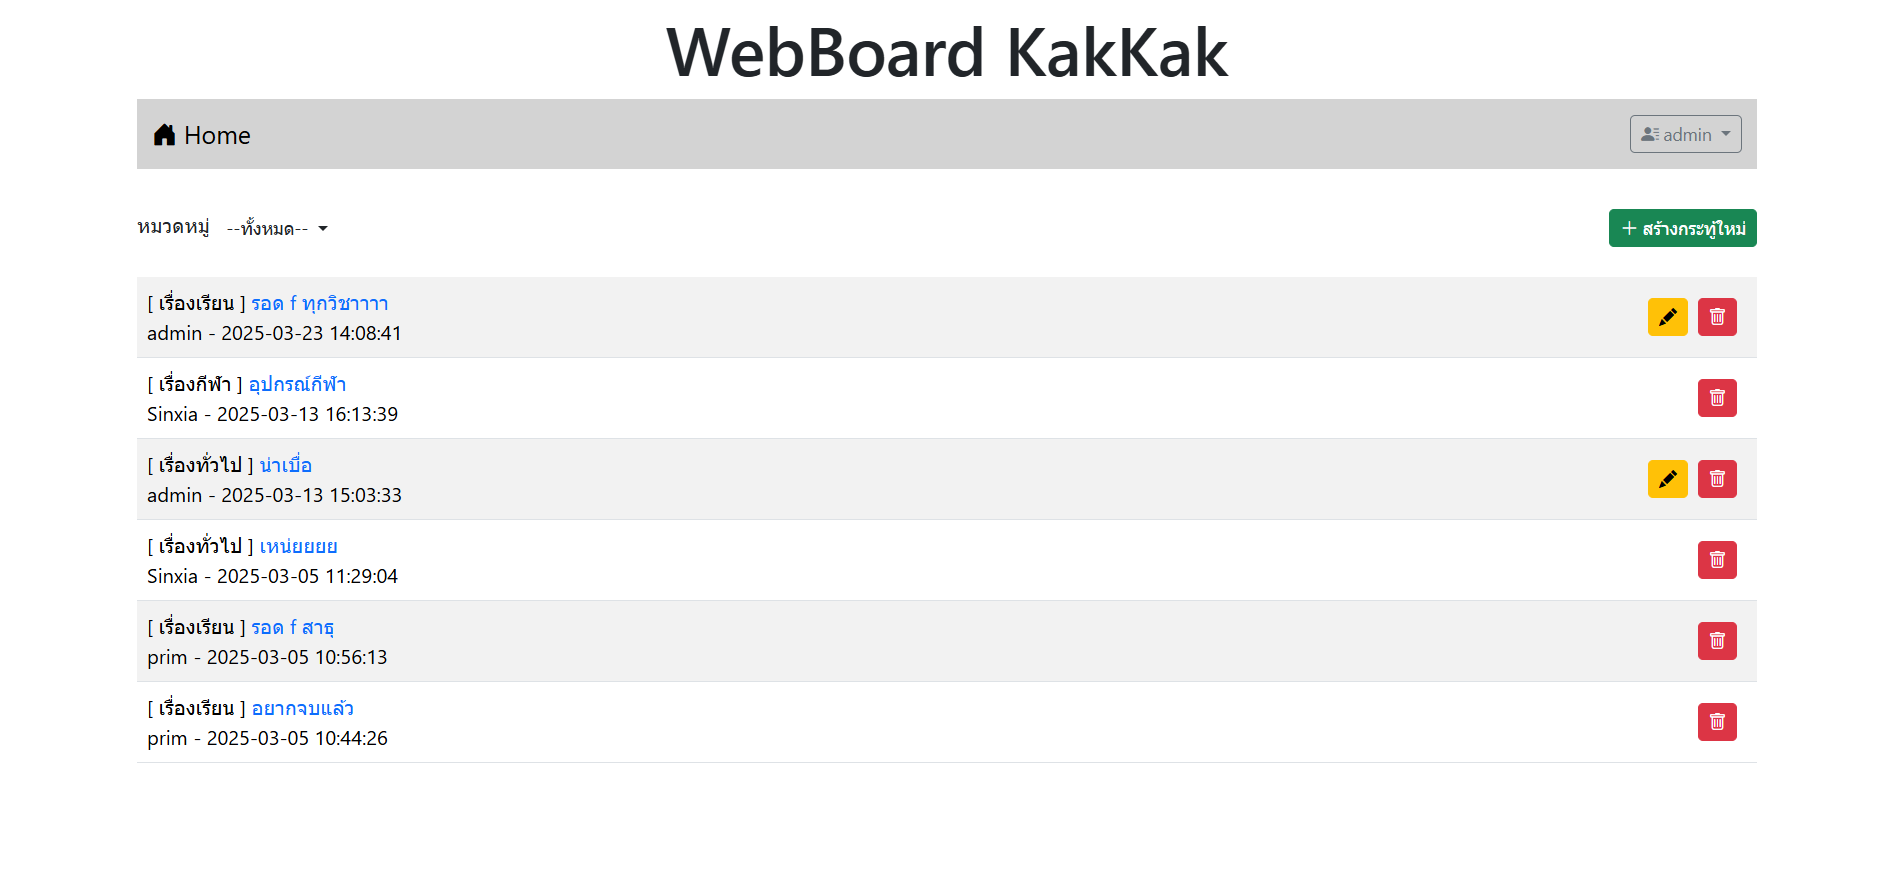 WebBoard KakKak
Home
admin
หมวดหมู่ --ทั้งหมด--
+ สร้างกระทู้ใหม่
[ เรื่องเรียน ] รอด f ทุกวิชาาาา
admin - 2025-03-23 14:08:41
[ เรื่องกีฬา ] อุปกรณ์กีฬา
Sinxia - 2025-03-13 16:13:39
[ เรื่องทั่วไป ] น่าเบื่อ
admin - 2025-03-13 15:03:33
[ เรื่องทั่วไป ] เหน่ยยยย
Sinxia - 2025-03-05 11:29:04
[ เรื่องเรียน ] รอด f สาธุ
prim - 2025-03-05 10:56:13
[ เรื่องเรียน ] อยากจบแล้ว
prim - 2025-03-05 10:44:26